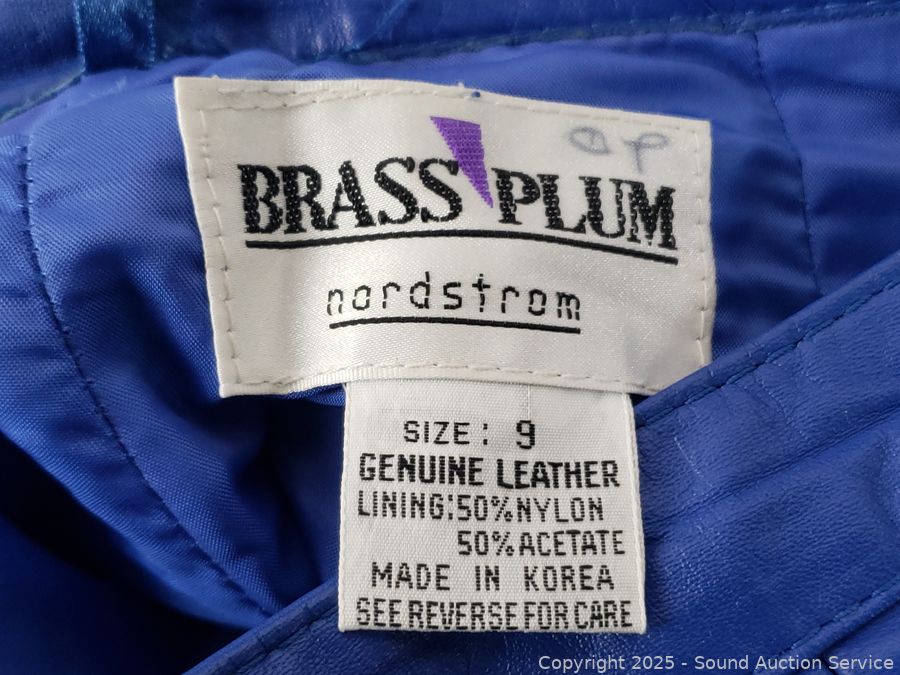 BRASS PLUM
nordstrom
SIZE: 9
GENUINE LEATHER
LINING:50%NYLON
50%ACETATE
MADE IN KOREA
SEE REVERSE FOR CARE
Copyright 2025 - Sound Auction Service